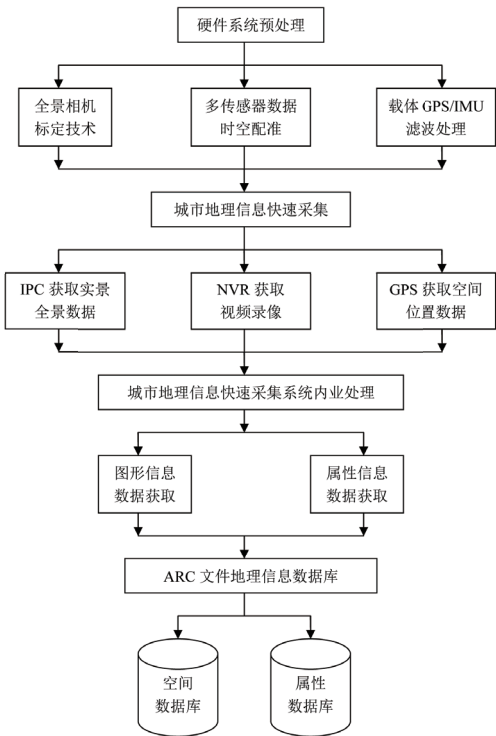 硬件系统预处理
全景相机
标定技术
多传感器数据
时空配准
载体 GPS/IMU
滤波处理
城市地理信息快速采集
IPC 获取实景
全景数据
NVR 获取
视频录像
GPS 获取空间
位置数据
城市地理信息快速采集系统内业处理
图形信息
数据获取
属性信息
数据获取
ARC 文件地理信息数据库
空间
数据库
属性
数据库